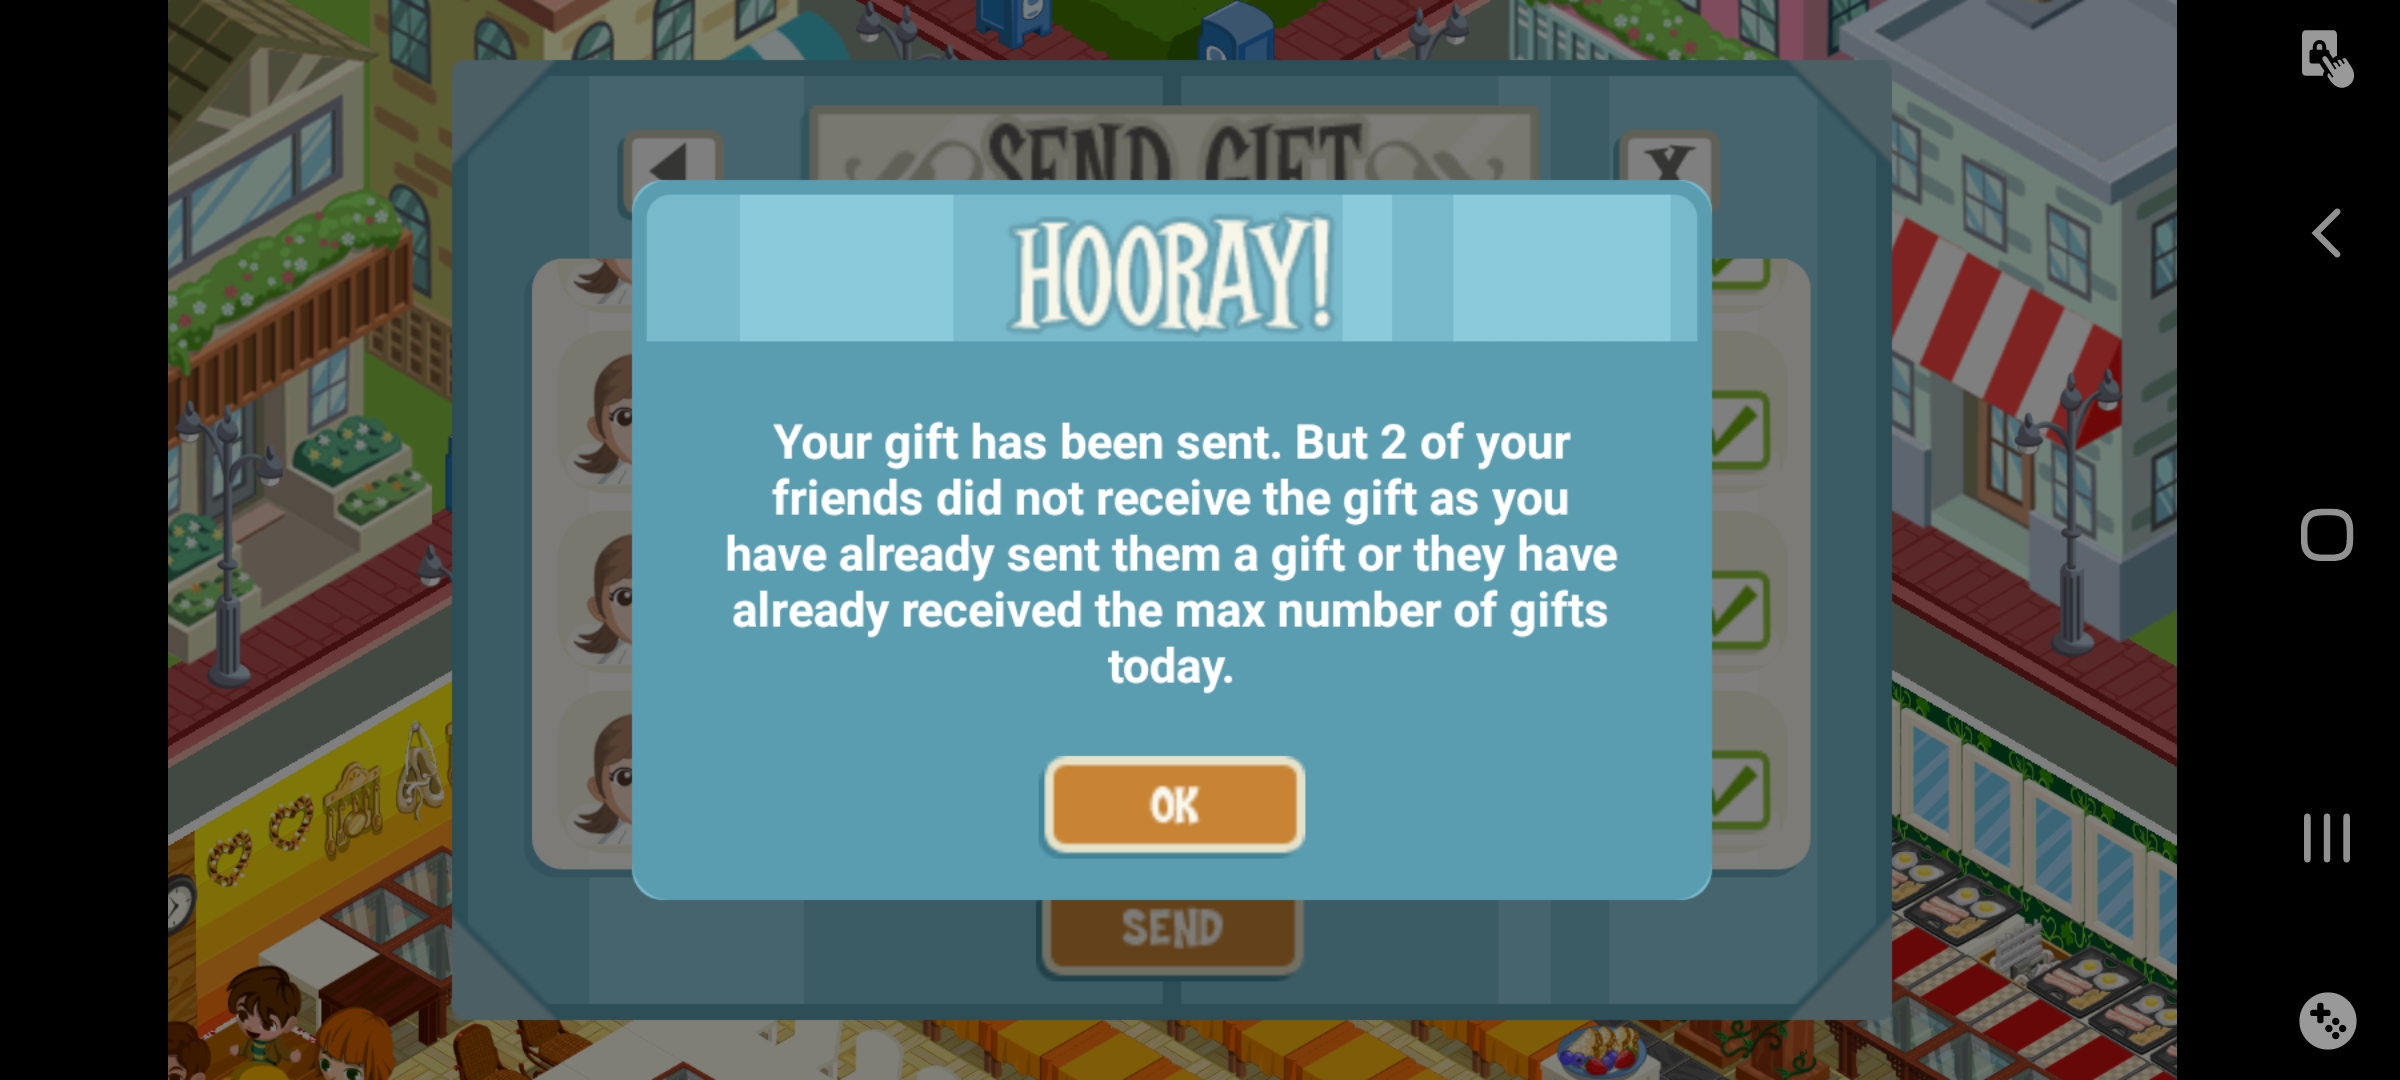 SEND GIFT
X
HOORAY!
Your gift has been sent. But 2 of your
friends did not receive the gift as you
have already sent them a gift or they have
already received the max number of gifts
today.
OK
SEND